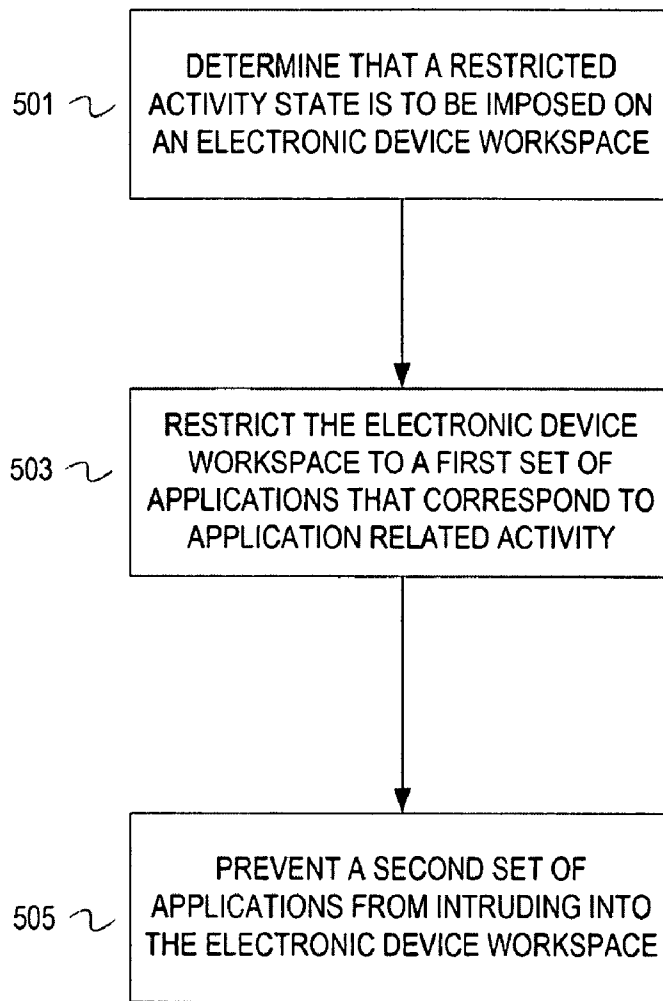 501
DETERMINE THAT A RESTRICTED
ACTIVITY STATE IS TO BE IMPOSED ON
AN ELECTRONIC DEVICE WORKSPACE
503
RESTRICT THE ELECTRONIC DEVICE
WORKSPACE TO A FIRST SET OF
APPLICATIONS THAT CORRESPOND TO
APPLICATION RELATED ACTIVITY
505
PREVENT A SECOND SET OF
APPLICATIONS FROM INTRUDING INTO
THE ELECTRONIC DEVICE WORKSPACE